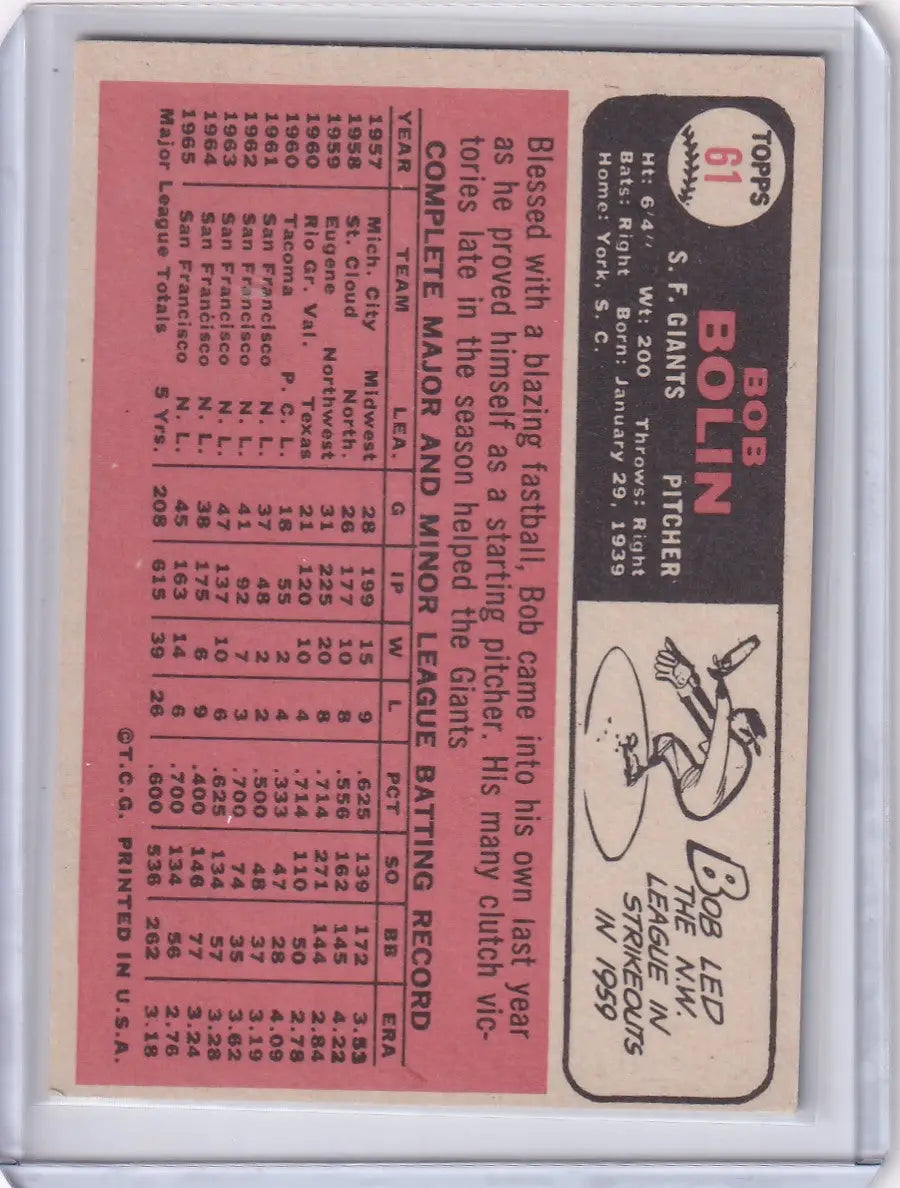 TOPPS
61
BOB
BOLIN
S. F. GIANTS PITCHER
Ht: 6'4" Wt: 200 Throws: Right
Bats: Right Born: January 29, 1939
Home: York, S. C.
BOB LED
THE N.W.
LEAGUE IN
STRIKEOUTS
IN 1959
Blessed with a blazing fastball, Bob came into his own last year
as he proved himself as a starting pitcher. His many clutch vic-
tories late in the season helped the Giants
COMPLETE MAJOR AND MINOR LEAGUE BATTING RECORD
YEAR TEAM LEA. G IP W L PCT SO BB ERA
1957 Mich. City Midwest 28 199 15 9 .625 139 172 3.53
1958 St. Cloud North. 26 177 10 8 .556 162 145 4.22
1959 Eugene Northwest 31 225 20 8 .714 271 144 2.84
1960 Rio Gr. Val. Texas 21 120 10 4 .714 110 50 2.78
1960 Tacoma P. C. L. 18 55 2 4 .333 47 28 4.09
1961 San Francisco N. L. 37 48 2 2 .500 48 37 3.19
1962 San Francisco N. L. 41 92 7 3 .700 74 35 3.62
1963 San Francisco N. L. 47 137 10 6 .625 134 57 3.28
1964 San Francisco N. L. 38 175 6 9 .400 146 77 3.24
1965 San Francisco N. L. 45 163 14 6 .700 134 56 2.76
Major League Totals 5 Yrs. 208 615 39 26 .600 536 262 3.18
©T.C.G. PRINTED IN U.S.A.